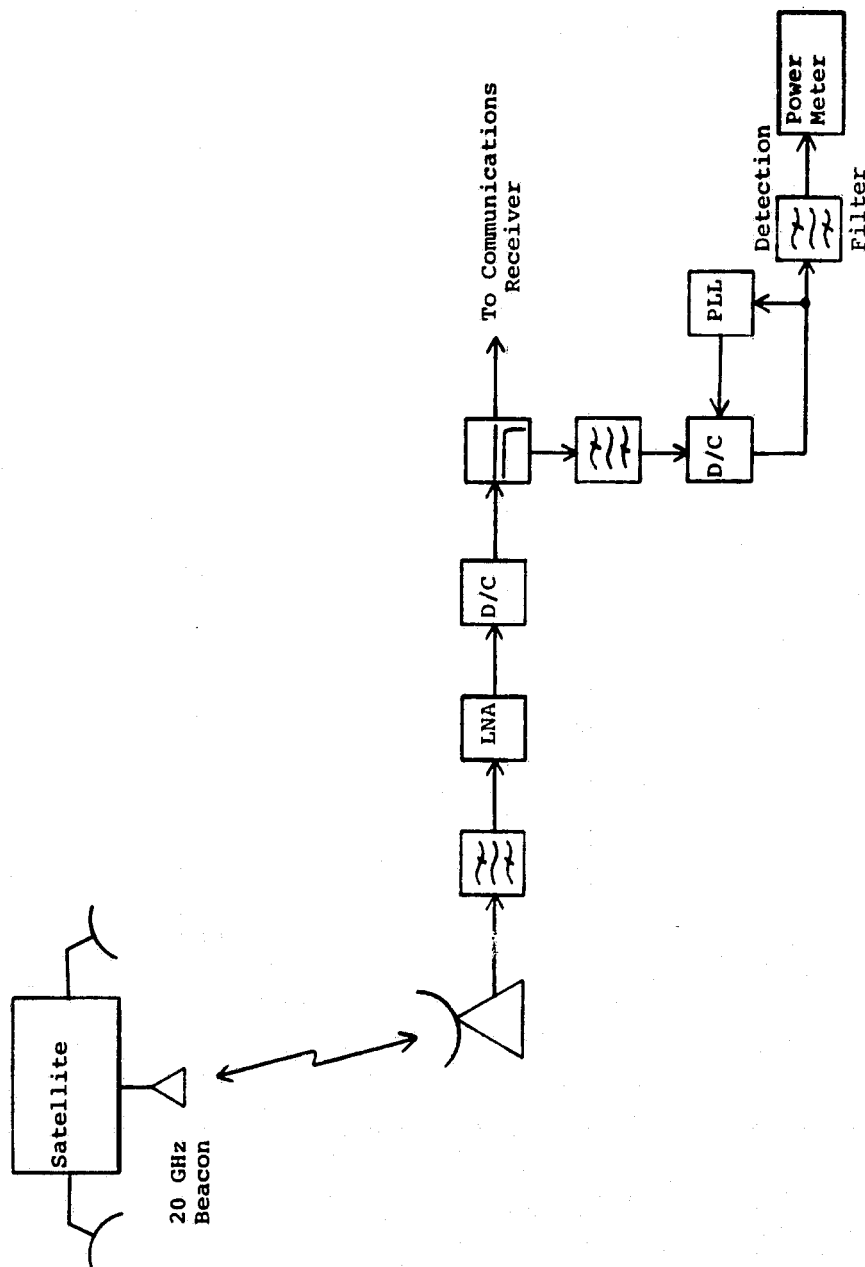 Satellite
20 GHz
Beacon
LNA
D/C
To Communications
Receiver
D/C
PLL
Detection
Filter
Power
Meter